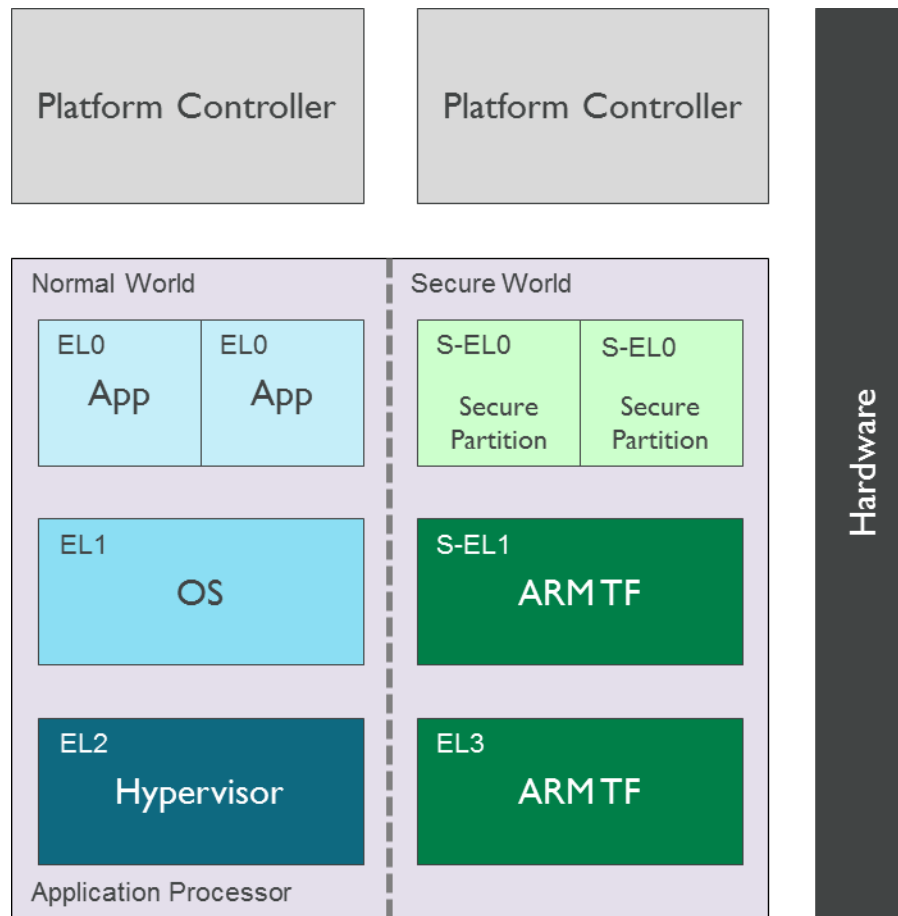 Platform Controller
Platform Controller
Normal World
Secure World
EL0
App
EL0
App
S-EL0
Secure
Partition
S-EL0
Secure
Partition
EL1
OS
S-EL1
ARM TF
EL2
Hypervisor
EL3
ARM TF
Application Processor
Hardware